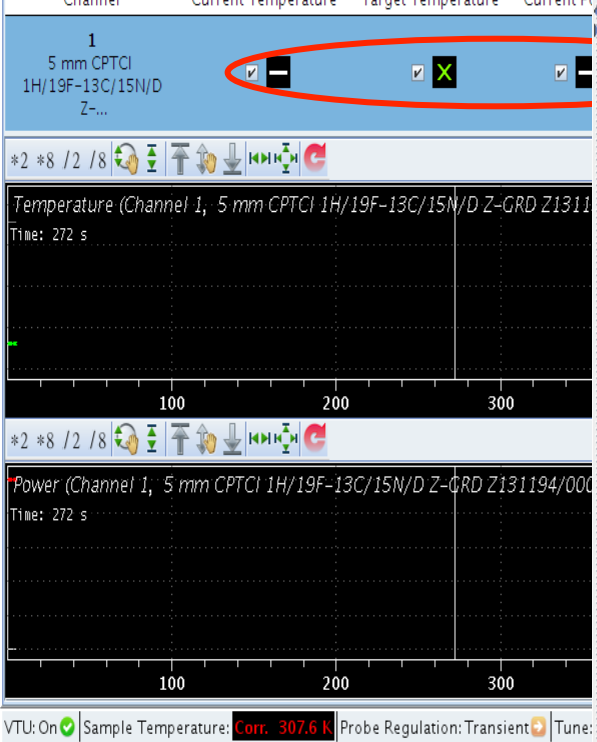 Channel Current Temperature Target Temperature Current
1
5 mm CPTCI
1H/19F-13C/15N/D
Z-...
*2 *8 /2 /8
Temperature (Channel 1, 5 mm CPTCI 1H/19F-13C/15N/D Z-GRD Z1311
Time: 272 s
100 200 300
*2 *8 /2 /8
Power (Channel 1, 5 mm CPTCI 1H/19F-13C/15N/D Z-GRD Z131194/000
Time: 272 s
100 200 300
VTU: On Sample Temperature: Corr. 307.6 K Probe Regulation: Transient Tune: